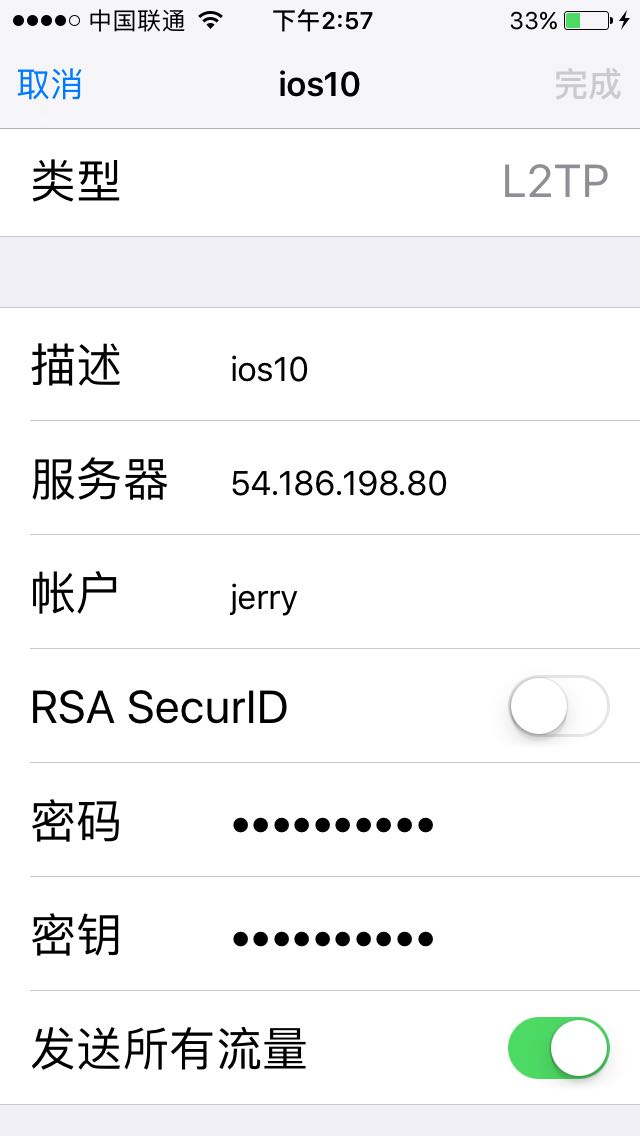 中国联通 下午2:57 33%
取消 ios10 完成
类型 L2TP
描述 ios10
服务器 54.186.198.80
帐户 jerry
RSA SecurID
密码 ••••••••••
密钥 ••••••••••
发送所有流量